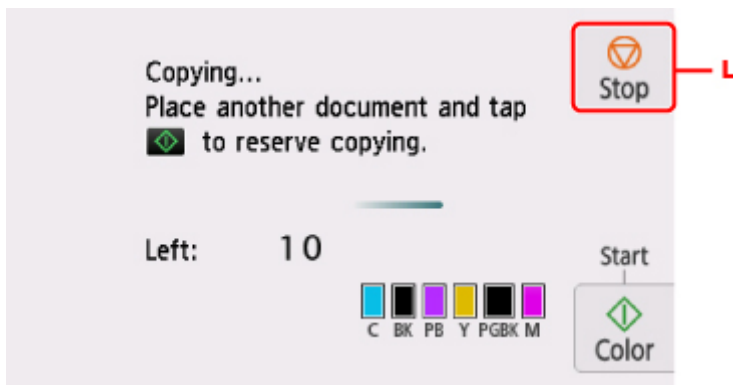 Copying...
Place another document and tap
to reserve copying.
Stop
L
Left: 10
Start
C BK PB Y PGBK M
Color